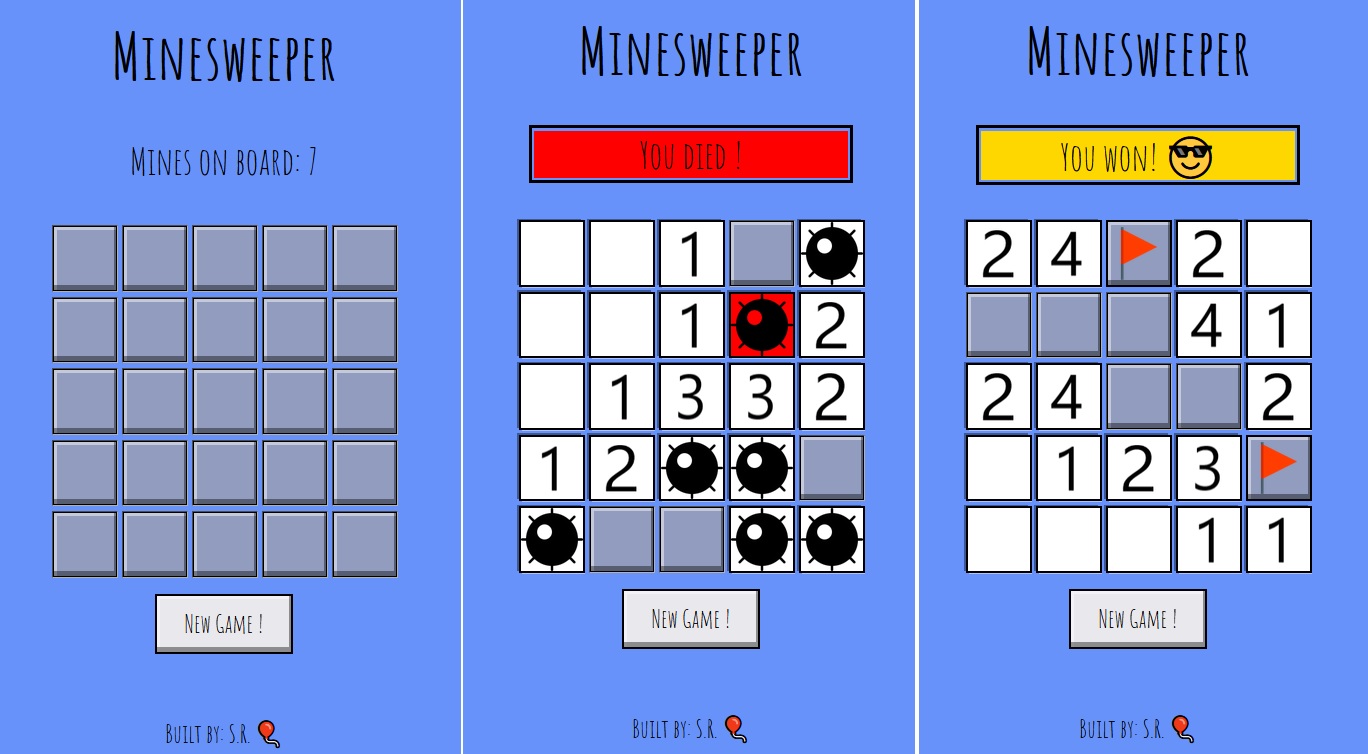 Minesweeper
Mines on board: 7
New Game !
Built by: S.R.
Minesweeper
You died !
1
1 2
1 3 3 2
1 2
New Game !
Built by: S.R.
Minesweeper
You won! 😎
2 4 2
4 1
2 4 2
1 2 3
1 1
New Game !
Built by: S.R.